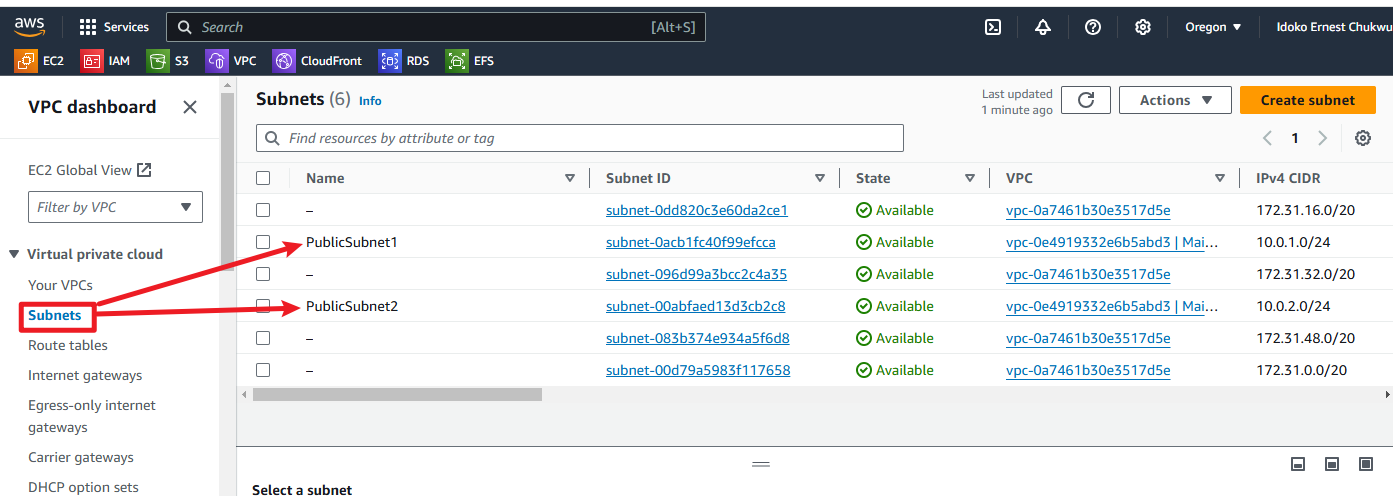 aws Services Search [Alt+S] Oregon Idoko Ernest Chukwu
EC2 IAM S3 VPC CloudFront RDS EFS
VPC dashboard
EC2 Global View
Filter by VPC
Virtual private cloud
Your VPCs
Subnets
Route tables
Internet gateways
Egress-only internet
gateways
Carrier gateways
DHCP option sets
Subnets (6) Info
Last updated
1 minute ago
Actions
Create subnet
Find resources by attribute or tag
1
Name Subnet ID State VPC IPv4 CIDR
– subnet-0dd820c3e60da2ce1 Available vpc-0a7461b30e3517d5e 172.31.16.0/20
PublicSubnet1 subnet-0acb1fc40f99efcca Available vpc-0e4919332e6b5abd3 | Mai… 10.0.1.0/24
– subnet-096d99a3bcc2c4a35 Available vpc-0a7461b30e3517d5e 172.31.32.0/20
PublicSubnet2 subnet-00abfaed13d3cb2c8 Available vpc-0e4919332e6b5abd3 | Mai… 10.0.2.0/24
– subnet-083b374e934a5f6d8 Available vpc-0a7461b30e3517d5e 172.31.48.0/20
– subnet-00d79a5983f117658 Available vpc-0a7461b30e3517d5e 172.31.0.0/20
Select a subnet